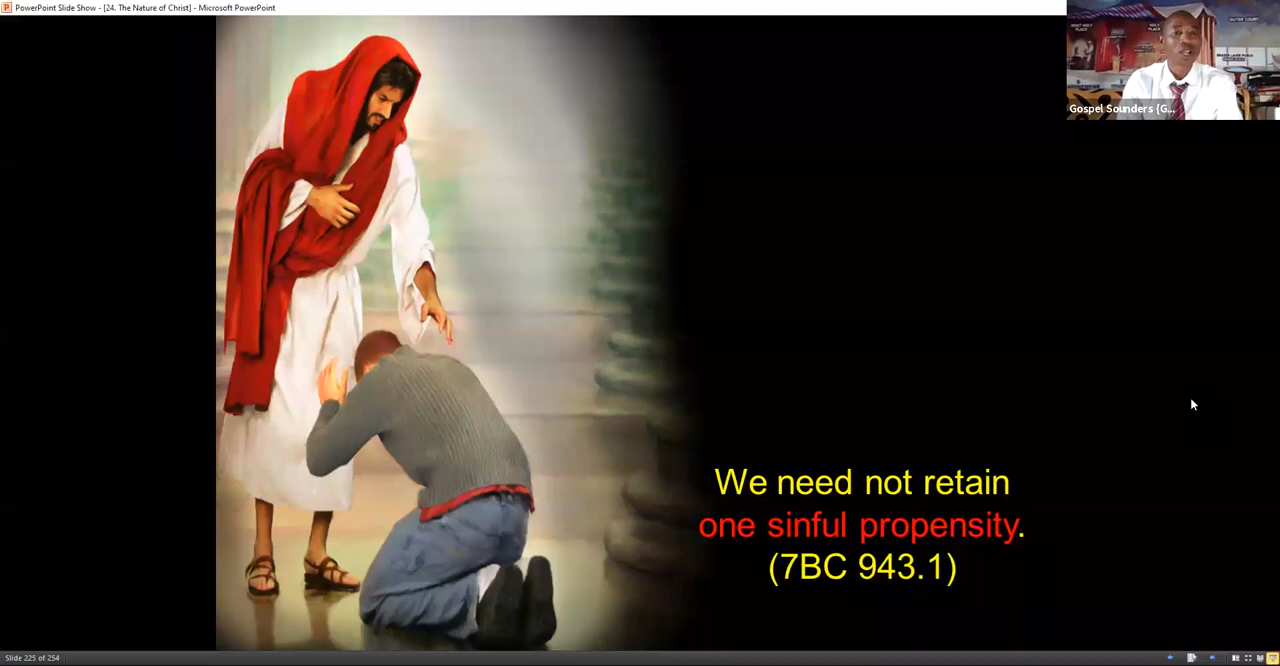 PowerPoint Slide Show - [24. The Nature of Christ] - Microsoft PowerPoint
Gospel Sounders {G...
We need not retain
one sinful propensity.
(7BC 943.1)
Slide 225 of 254